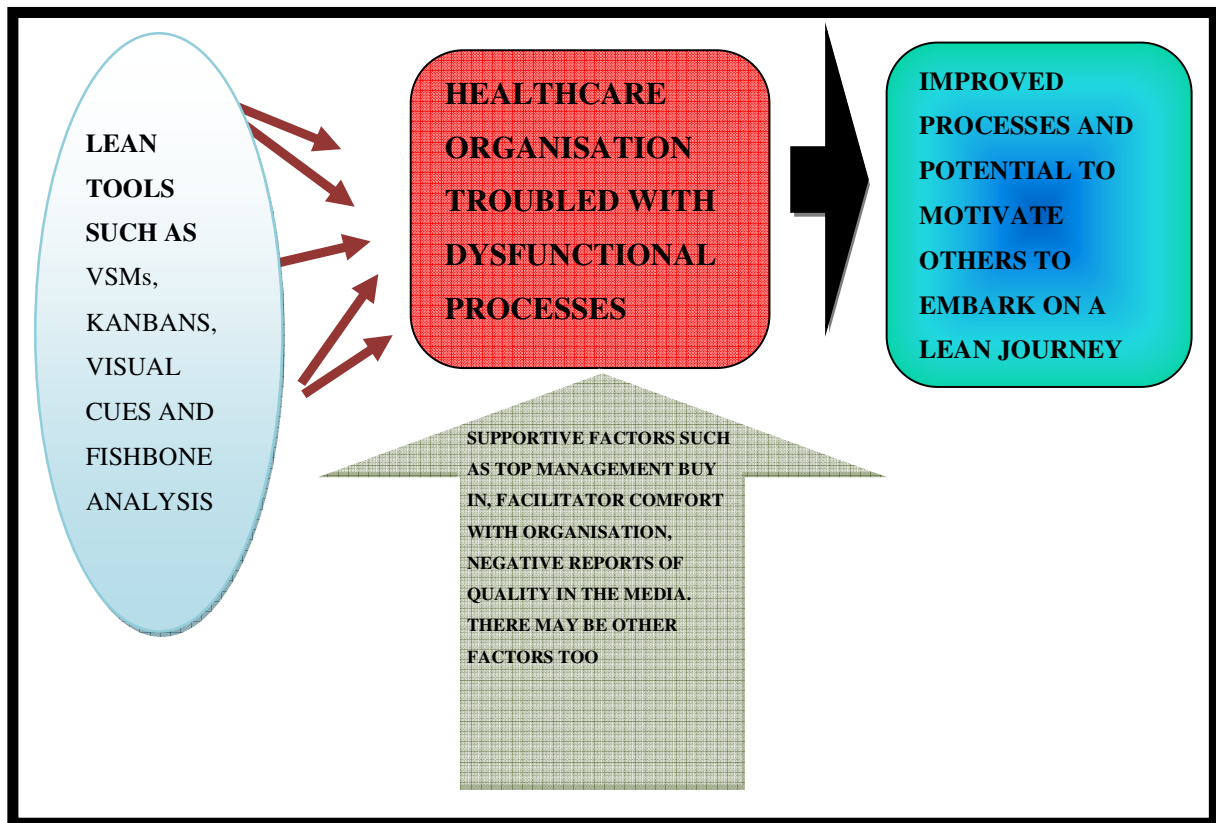 LEAN
TOOLS
SUCH AS
VSMs,
KANBANS,
VISUAL
CUES AND
FISHBONE
ANALYSIS
HEALTHCARE
ORGANISATION
TROUBLED WITH
DYSFUNCTIONAL
PROCESSES
IMPROVED
PROCESSES AND
POTENTIAL TO
MOTIVATE
OTHERS TO
EMBARK ON A
LEAN JOURNEY
SUPPORTIVE FACTORS SUCH
AS TOP MANAGEMENT BUY
IN, FACILITATOR COMFORT
WITH ORGANISATION,
NEGATIVE REPORTS OF
QUALITY IN THE MEDIA.
THERE MAY BE OTHER
FACTORS TOO